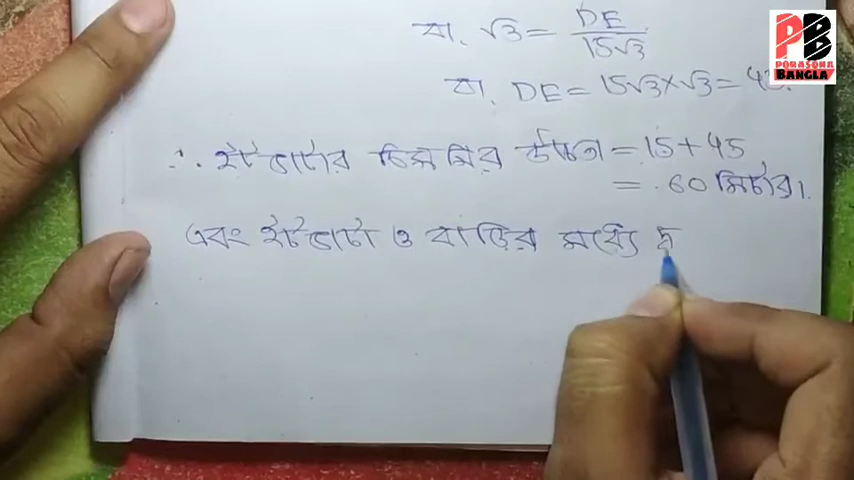 PB
PORASONA
BANGLA
বা, √3 = DE / 15√3
বা, DE = 15√3×√3 =
∴ ইটভাটার চিমনির উচ্চতা = 15+45
= 60 মিটার।
এবং ইটভাটা ও বাড়ির মধ্যে দূ